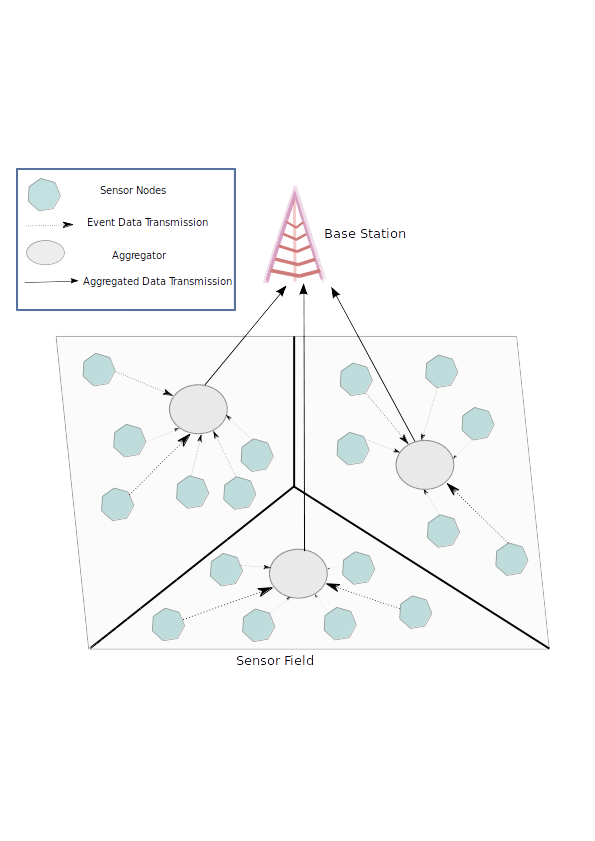 Sensor Nodes
Event Data Transmission
Aggregator
Aggregated Data Transmission
Base Station
Sensor Field